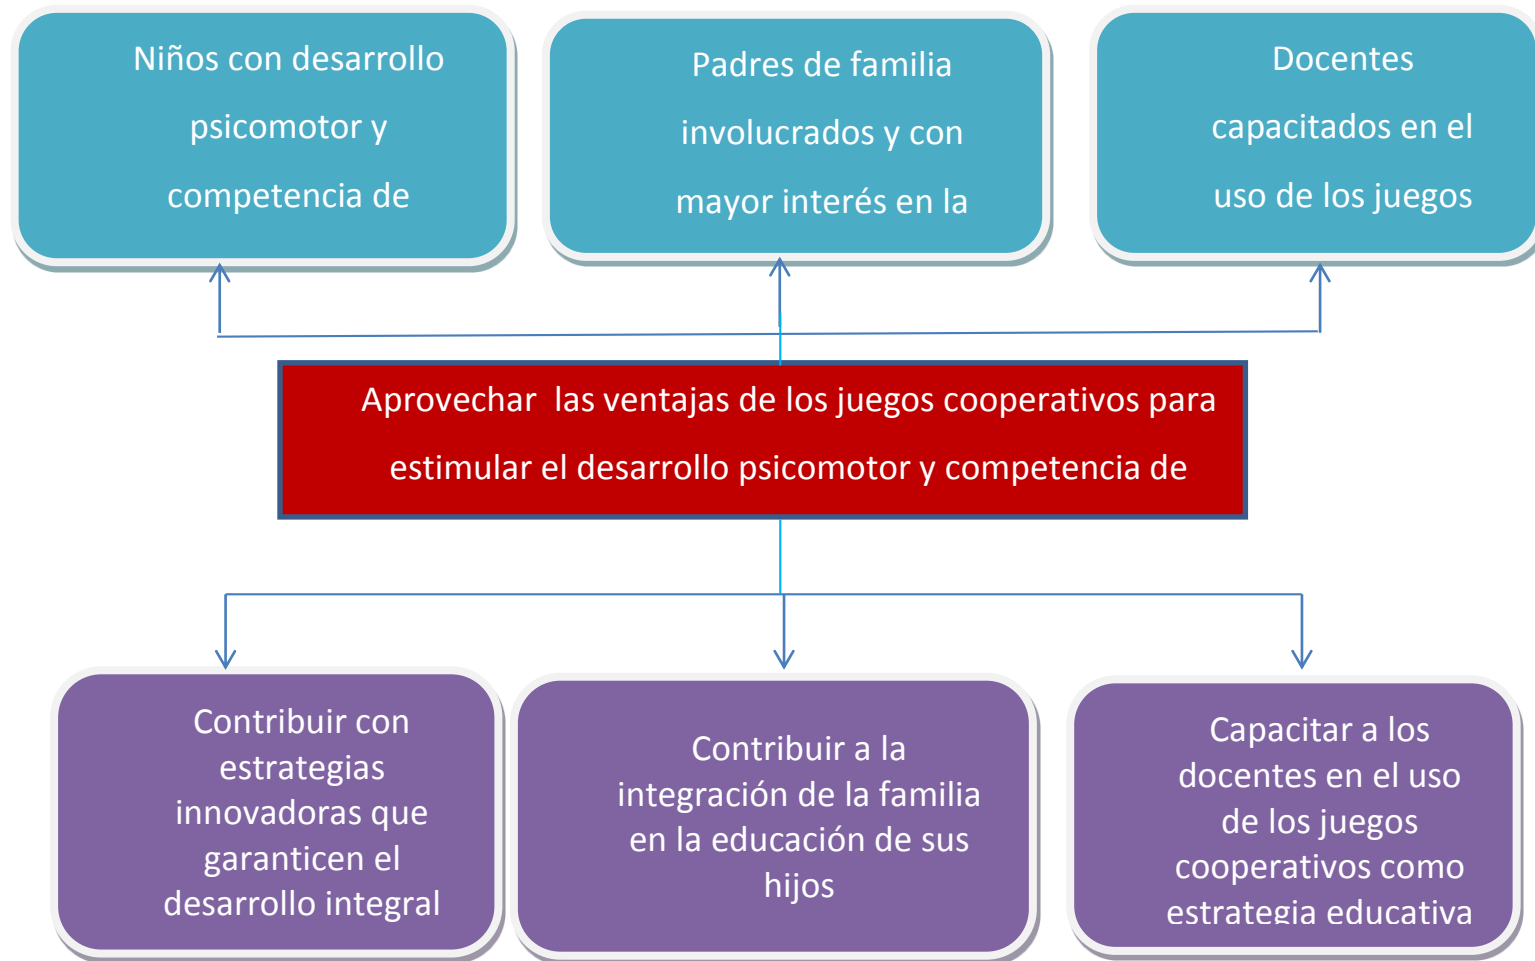 Niños con desarrollo
psicomotor y
competencia de
Padres de familia
involucrados y con
mayor interés en la
Docentes
capacitados en el
uso de los juegos
Aprovechar  las ventajas de los juegos cooperativos para
estimular el desarrollo psicomotor y competencia de
Contribuir con
estrategias
innovadoras que
garanticen el
desarrollo integral
Contribuir a la
integración de la familia
en la educación de sus
hijos
Capacitar a los
docentes en el uso
de los juegos
cooperativos como
estrategia educativa